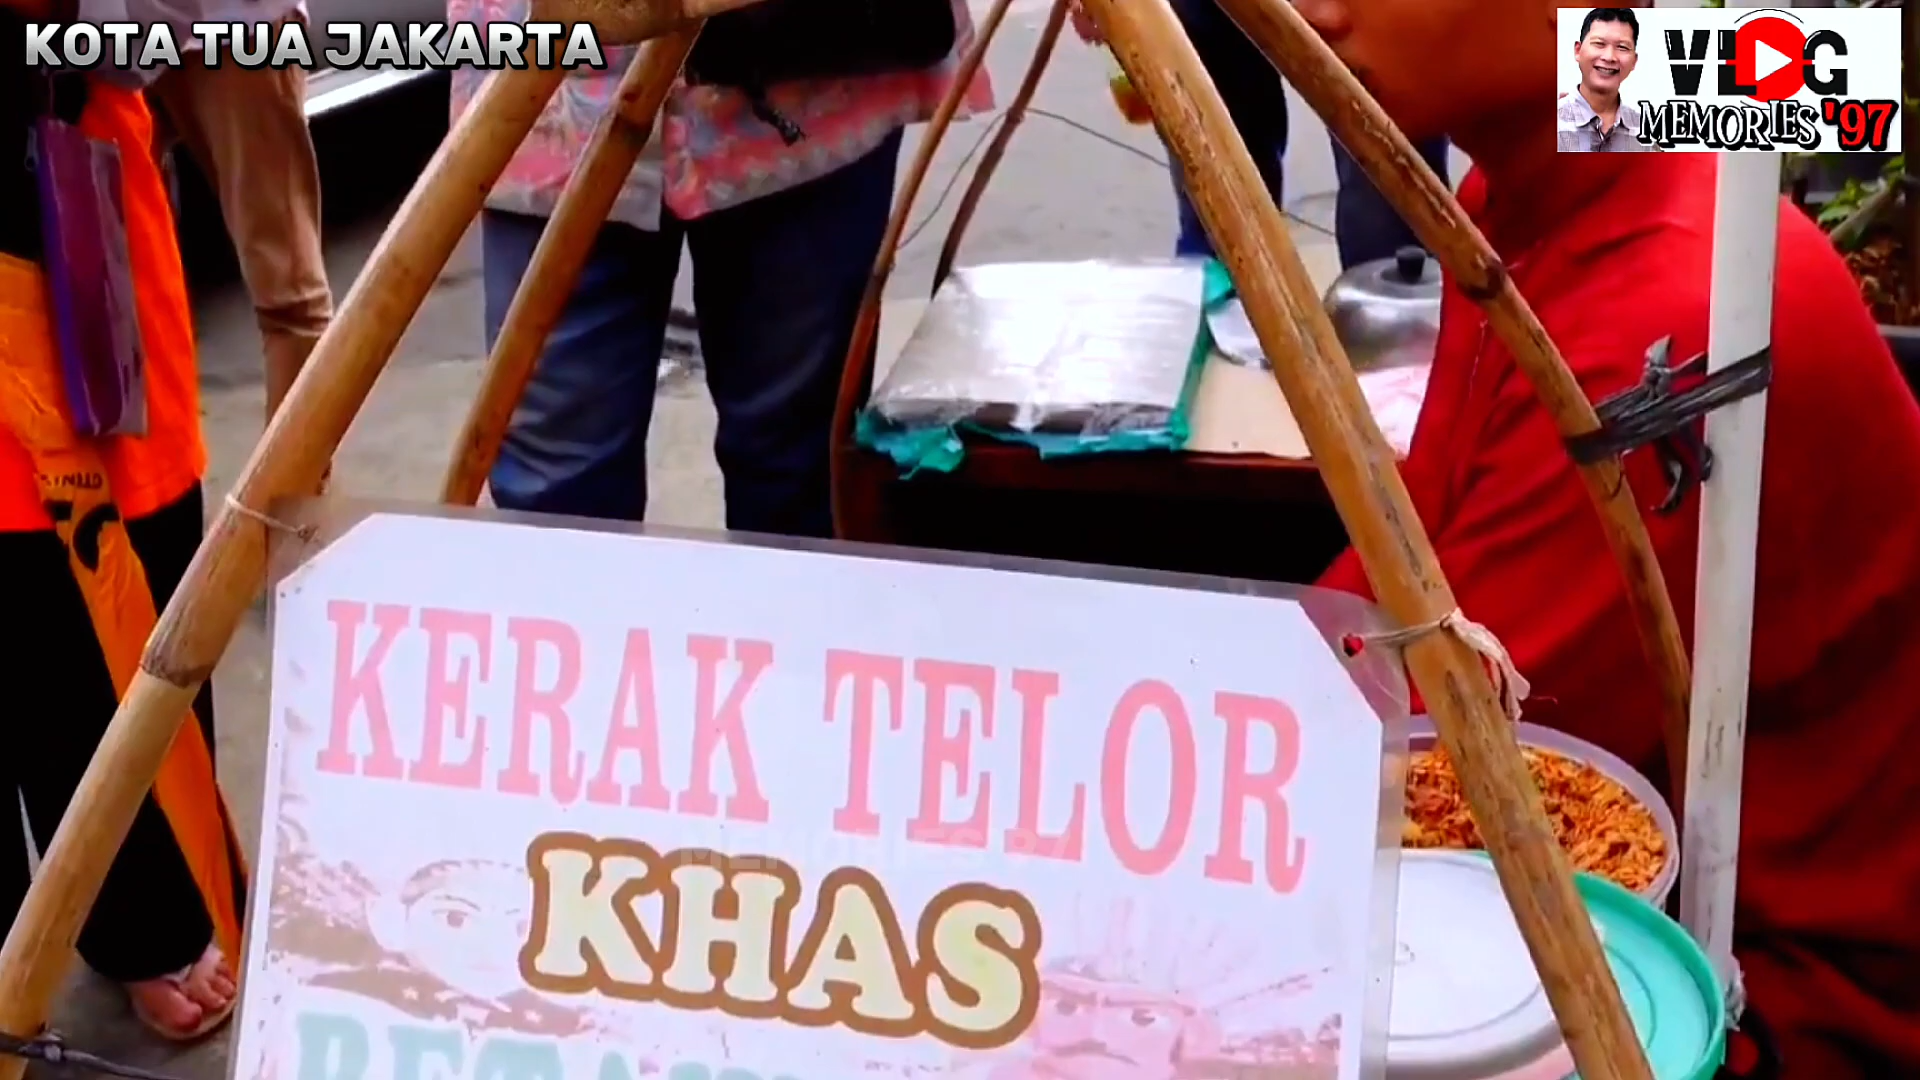 KOTA TUA JAKARTA
VLOG
MEMORIES '97
KERAK TELOR
KHAS